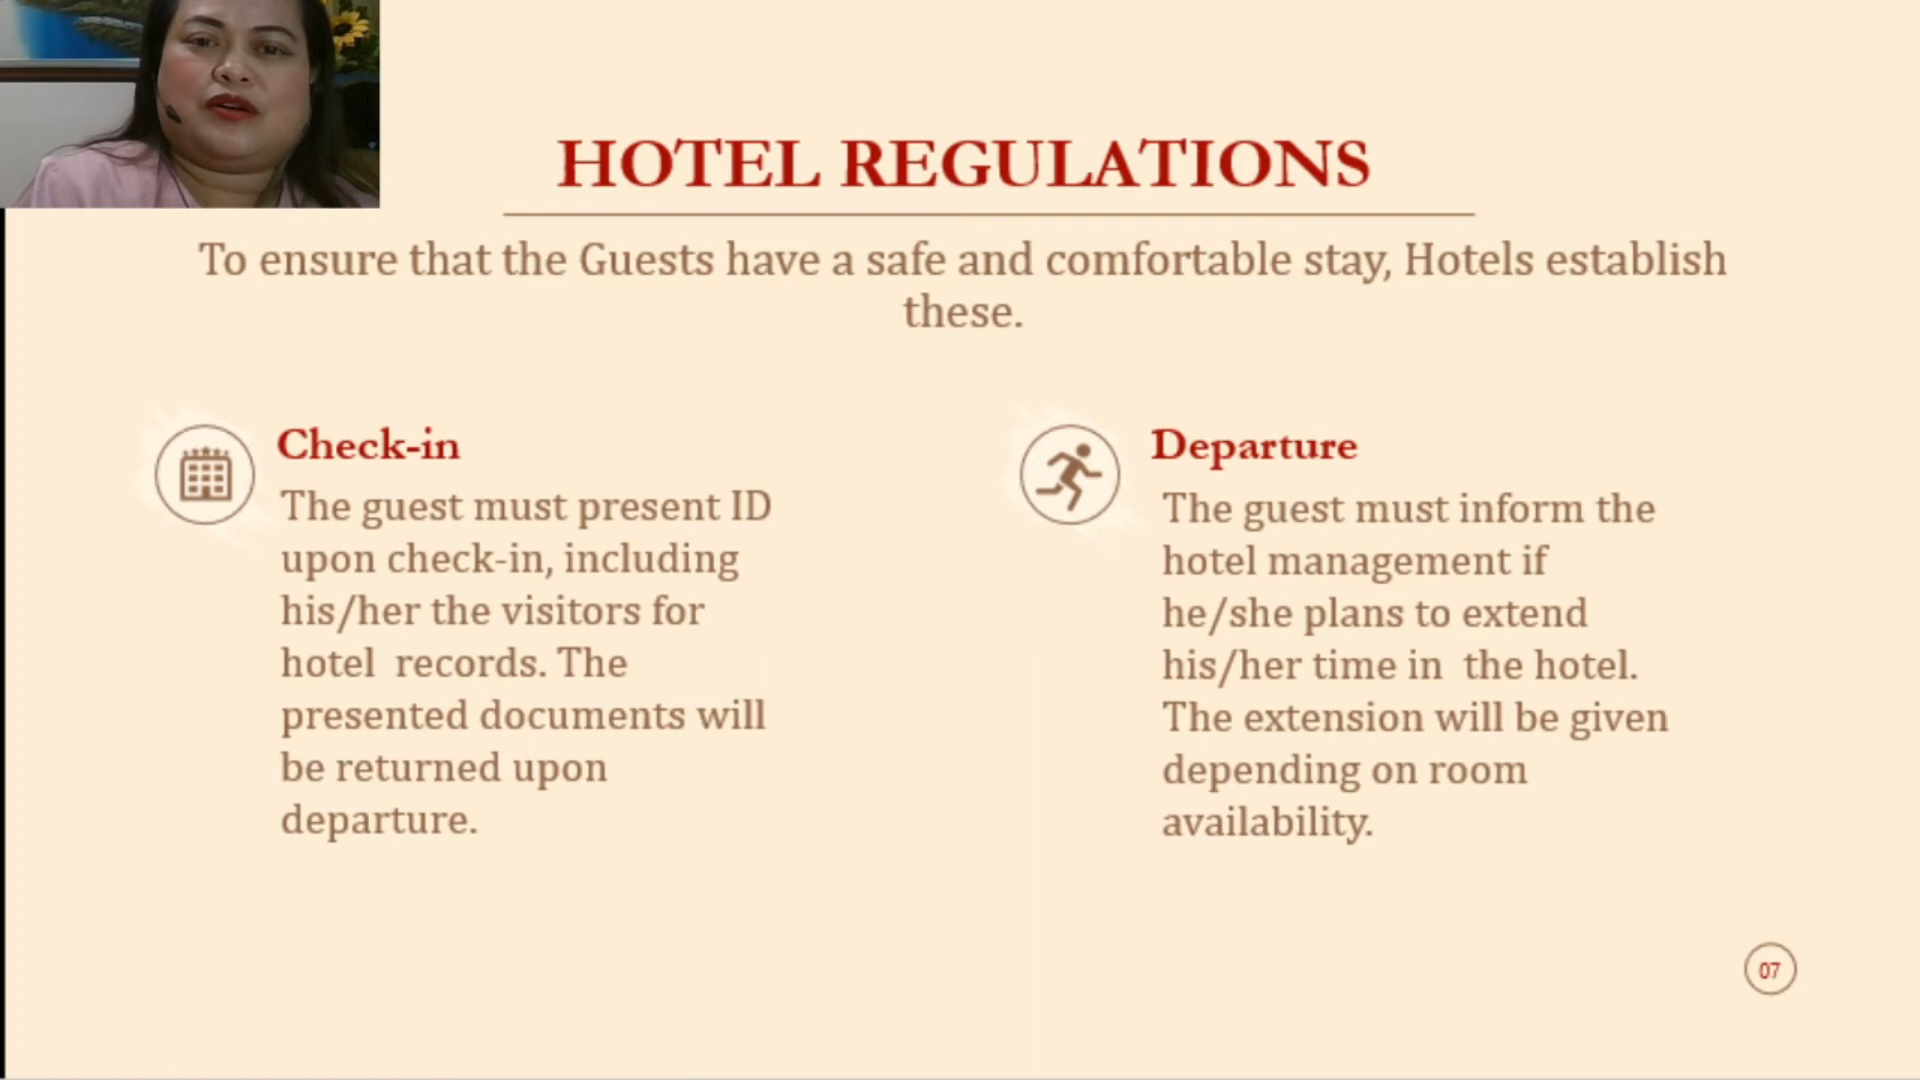 HOTEL REGULATIONS
To ensure that the Guests have a safe and comfortable stay, Hotels establish
these.
Check-in
The guest must present ID
upon check-in, including
his/her the visitors for
hotel  records. The
presented documents will
be returned upon
departure.
Departure
The guest must inform the
hotel management if
he/she plans to extend
his/her time in  the hotel.
The extension will be given
depending on room
availability.
07